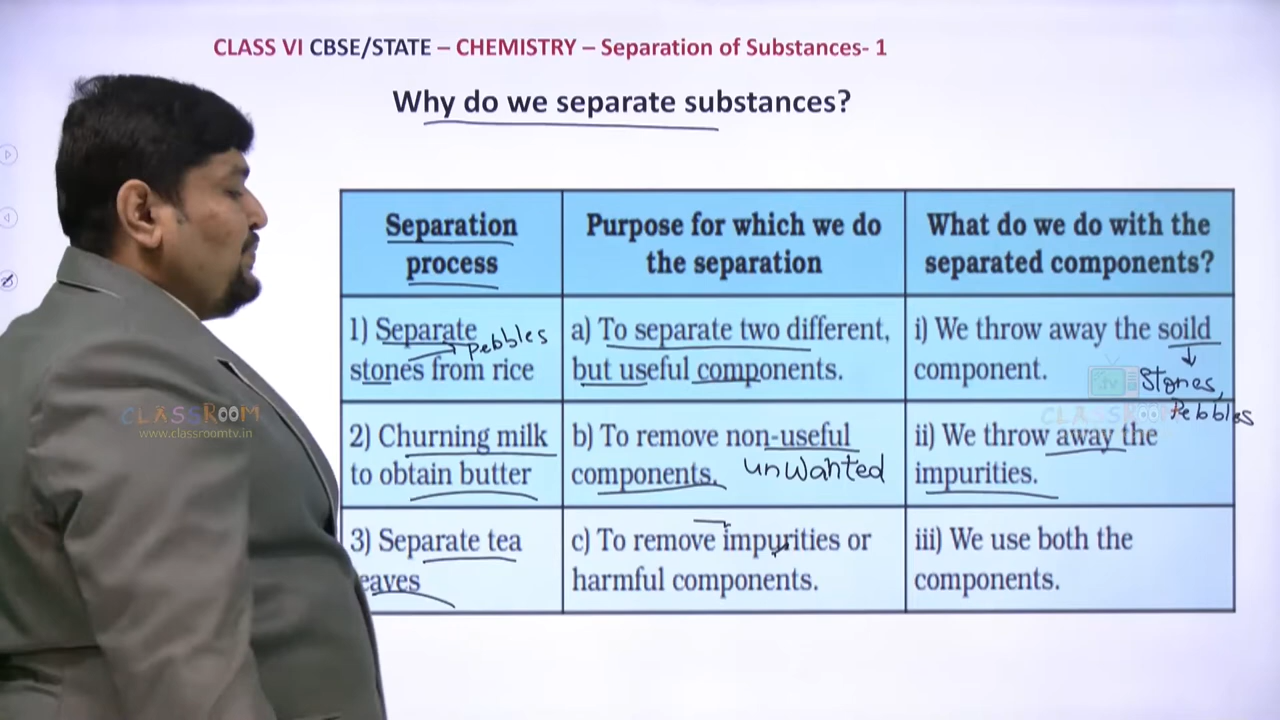 CLASS VI CBSE/STATE – CHEMISTRY – Separation of Substances- 1
Why do we separate substances?
Separation
process
Purpose for which we do
the separation
What do we do with the
separated components?
1) Separate
pebbles
stones from rice
a) To separate two different,
but useful components.
i) We throw away the soild
component.
Stones,
Pebbles
2) Churning milk
to obtain butter
b) To remove non-useful
components.
unwanted
ii) We throw away the
impurities.
3) Separate tea
eaves
c) To remove impurities or
harmful components.
iii) We use both the
components.
CLASSROOM
www.classroomtv.in
tv
CLASSROOM